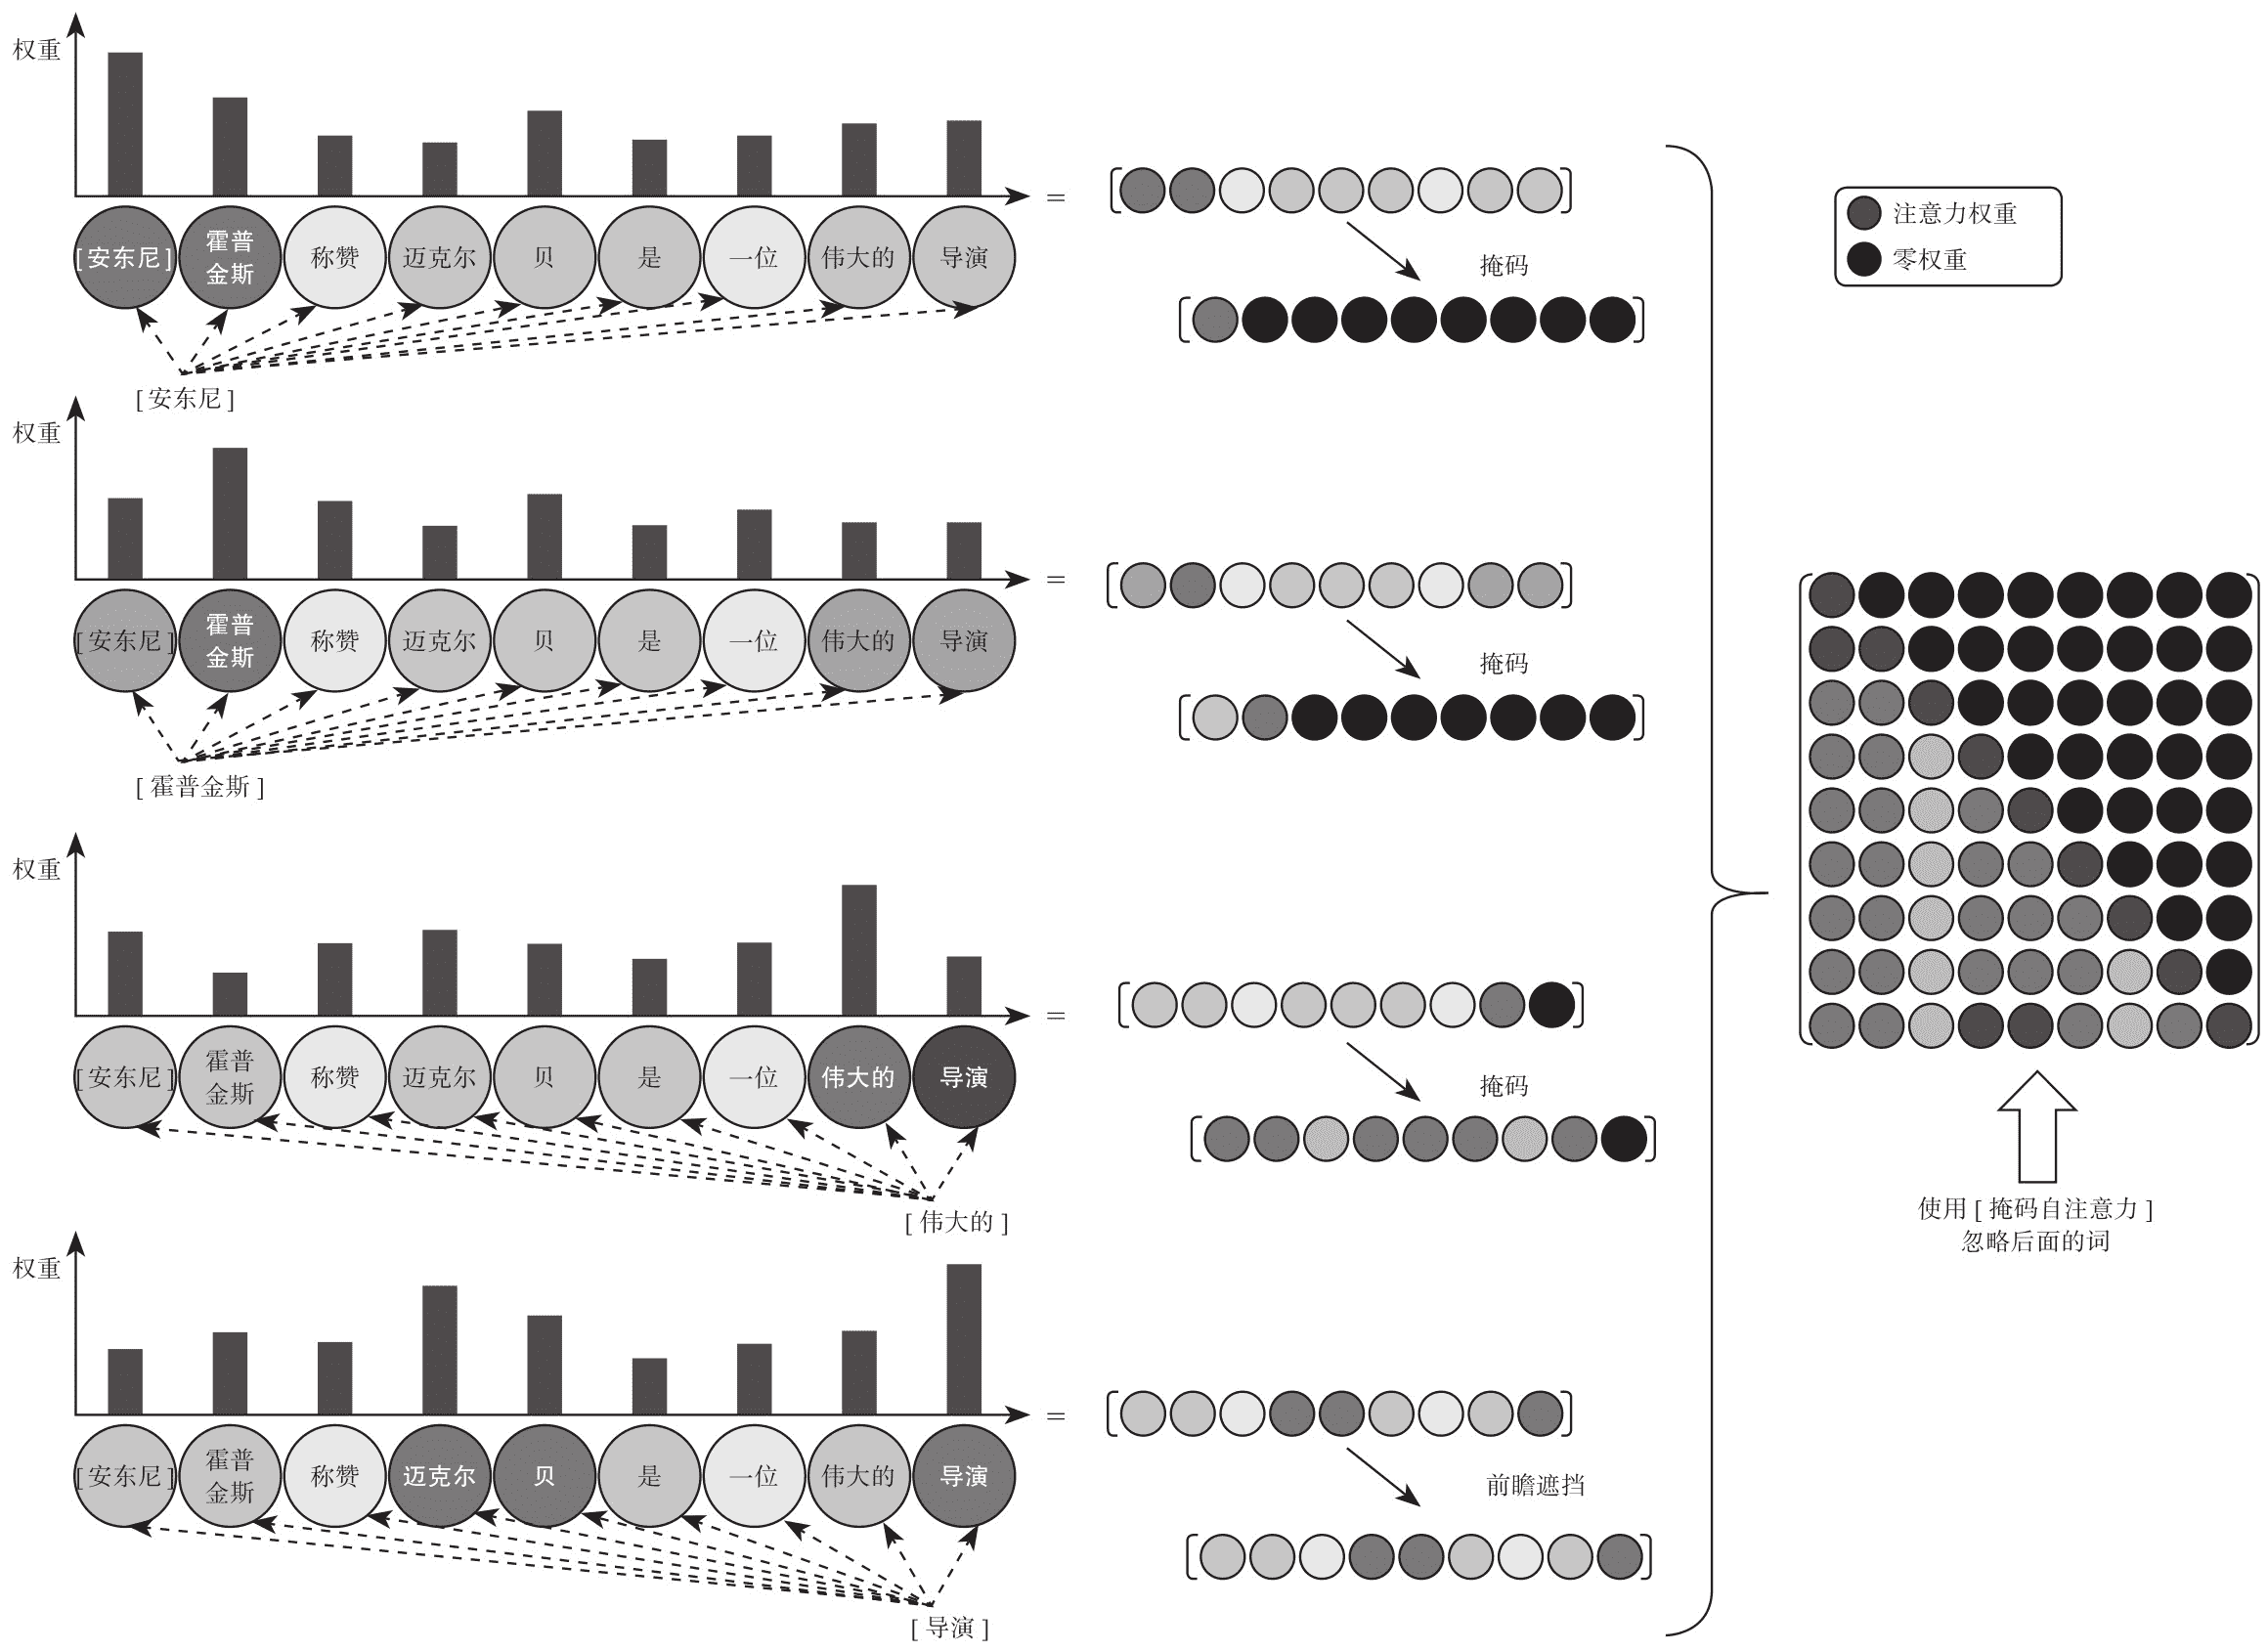 权重
=
[安东尼]
霍普
金斯
称赞
迈克尔
贝
是
一位
伟大的
导演
[安东尼]
掩码
注意力权重
零权重
权重
=
[安东尼]
霍普
金斯
称赞
迈克尔
贝
是
一位
伟大的
导演
[霍普金斯]
掩码
权重
=
[安东尼]
霍普
金斯
称赞
迈克尔
贝
是
一位
伟大的
导演
[伟大的]
掩码
权重
=
[安东尼]
霍普
金斯
称赞
迈克尔
贝
是
一位
伟大的
导演
[导演]
前瞻遮挡
使用[掩码自注意力]
忽略后面的词